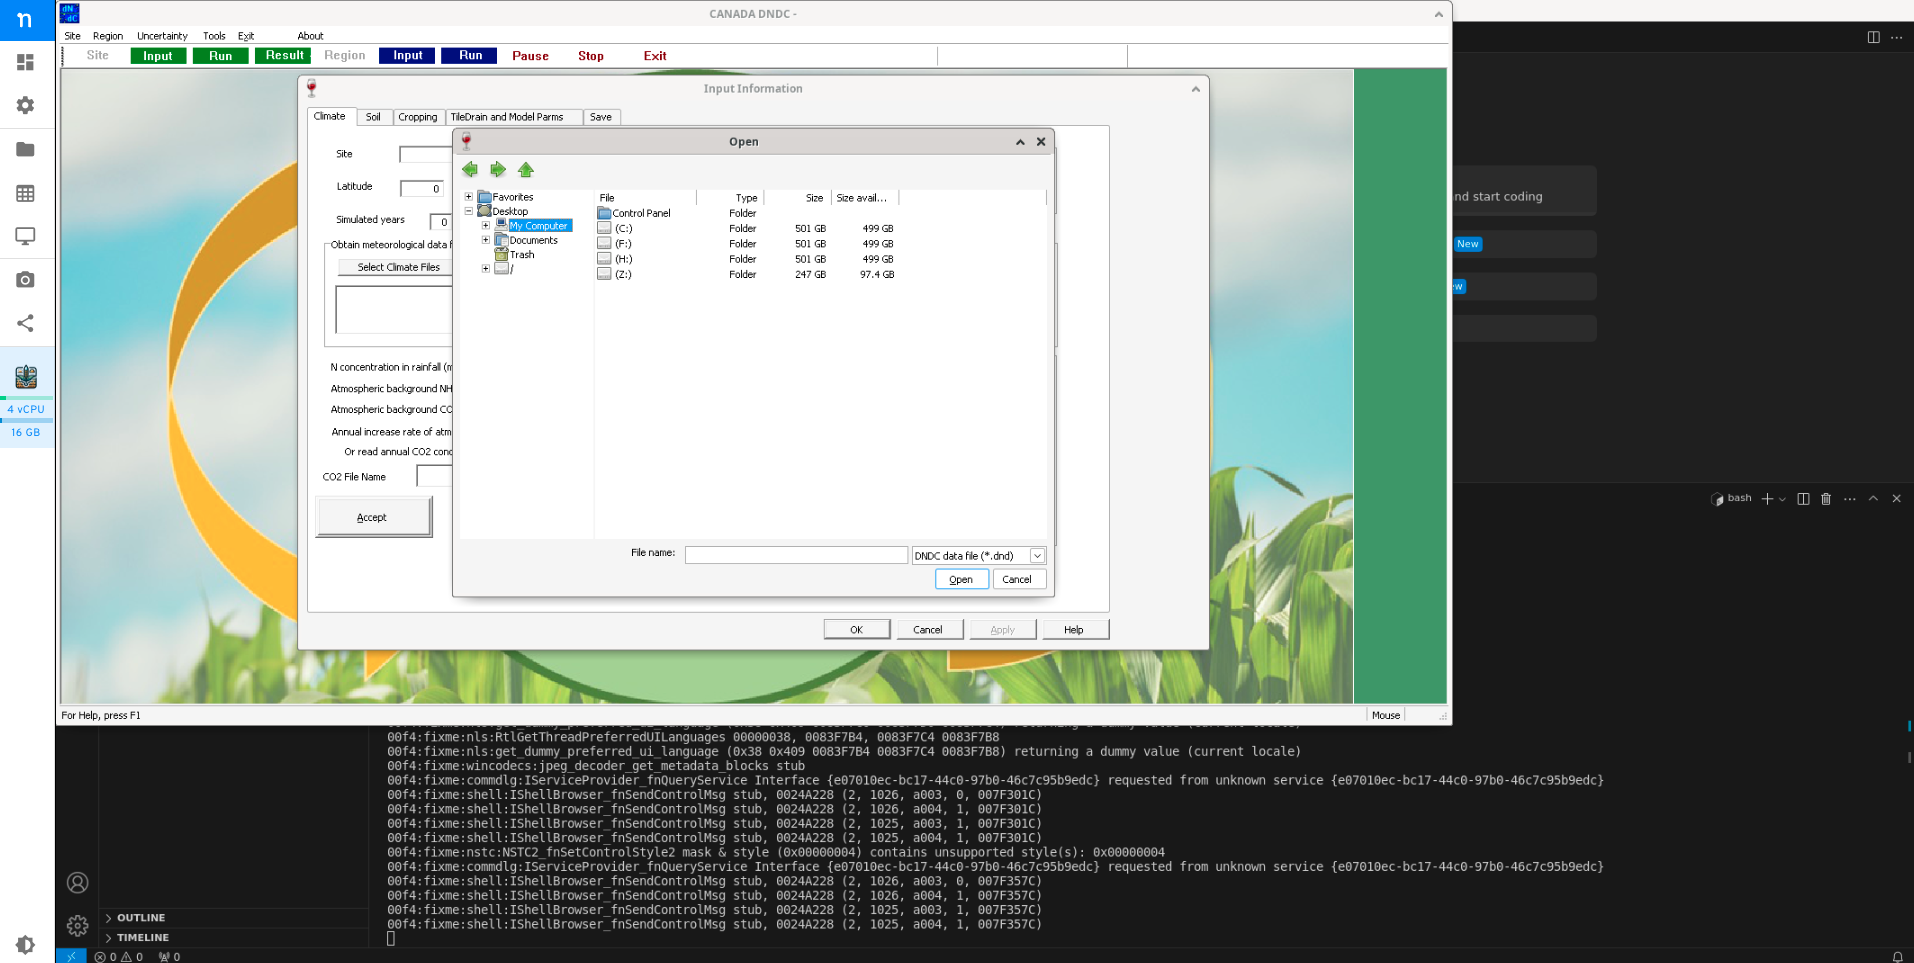 n
4 vCPU
16 GB
CANADA DNDC -
Site Region Uncertainty Tools Exit About
Site Input Run Result Region Input Run Pause Stop Exit
Input Information
Climate Soil Cropping TileDrain and Model Parms Save
Site
Latitude 0
Simulated years 0
Obtain meteorological data f
Select Climate Files
N concentration in rainfall (m
Atmospheric background NH
Atmospheric background CO
Annual increase rate of atm
Or read annual CO2 conc
CO2 File Name
Accept
OK Cancel Apply Help
Open
Favorites
Desktop
My Computer
Documents
Trash
/
File Type Size Size avail...
Control Panel Folder
(C:) Folder 501 GB 499 GB
(F:) Folder 501 GB 499 GB
(H:) Folder 501 GB 499 GB
(Z:) Folder 247 GB 97.4 GB
File name: DNDC data file (*.dnd)
Open Cancel
For Help, press F1
Mouse
nd start coding
New
ew
bash
00f4:fixme:nls:RtlGetThreadPreferredUILanguages 00000038, 0083F7B4, 0083F7C4 0083F7B8
00f4:fixme:nls:get_dummy_preferred_ui_language (0x38 0x409 0083F7B4 0083F7C4 0083F7B8) returning a dummy value (current locale)
00f4:fixme:wincodecs:jpeg_decoder_get_metadata_blocks stub
00f4:fixme:commdlg:IServiceProvider_fnQueryService Interface {e07010ec-bc17-44c0-97b0-46c7c95b9edc} requested from unknown service {e07010ec-bc17-44c0-97b0-46c7c95b9edc}
00f4:fixme:shell:IShellBrowser_fnSendControlMsg stub, 0024A228 (2, 1026, a003, 0, 007F301C)
00f4:fixme:shell:IShellBrowser_fnSendControlMsg stub, 0024A228 (2, 1026, a004, 1, 007F301C)
00f4:fixme:shell:IShellBrowser_fnSendControlMsg stub, 0024A228 (2, 1025, a003, 1, 007F301C)
00f4:fixme:shell:IShellBrowser_fnSendControlMsg stub, 0024A228 (2, 1025, a004, 1, 007F301C)
00f4:fixme:nstc:NSTC2_fnSetControlStyle2 mask & style (0x00000004) contains unsupported style(s): 0x00000004
00f4:fixme:commdlg:IServiceProvider_fnQueryService Interface {e07010ec-bc17-44c0-97b0-46c7c95b9edc} requested from unknown service {e07010ec-bc17-44c0-97b0-46c7c95b9edc}
00f4:fixme:shell:IShellBrowser_fnSendControlMsg stub, 0024A228 (2, 1026, a003, 0, 007F357C)
00f4:fixme:shell:IShellBrowser_fnSendControlMsg stub, 0024A228 (2, 1026, a004, 1, 007F357C)
00f4:fixme:shell:IShellBrowser_fnSendControlMsg stub, 0024A228 (2, 1025, a003, 1, 007F357C)
00f4:fixme:shell:IShellBrowser_fnSendControlMsg stub, 0024A228 (2, 1025, a004, 1, 007F357C)
OUTLINE
TIMELINE
0 0 0